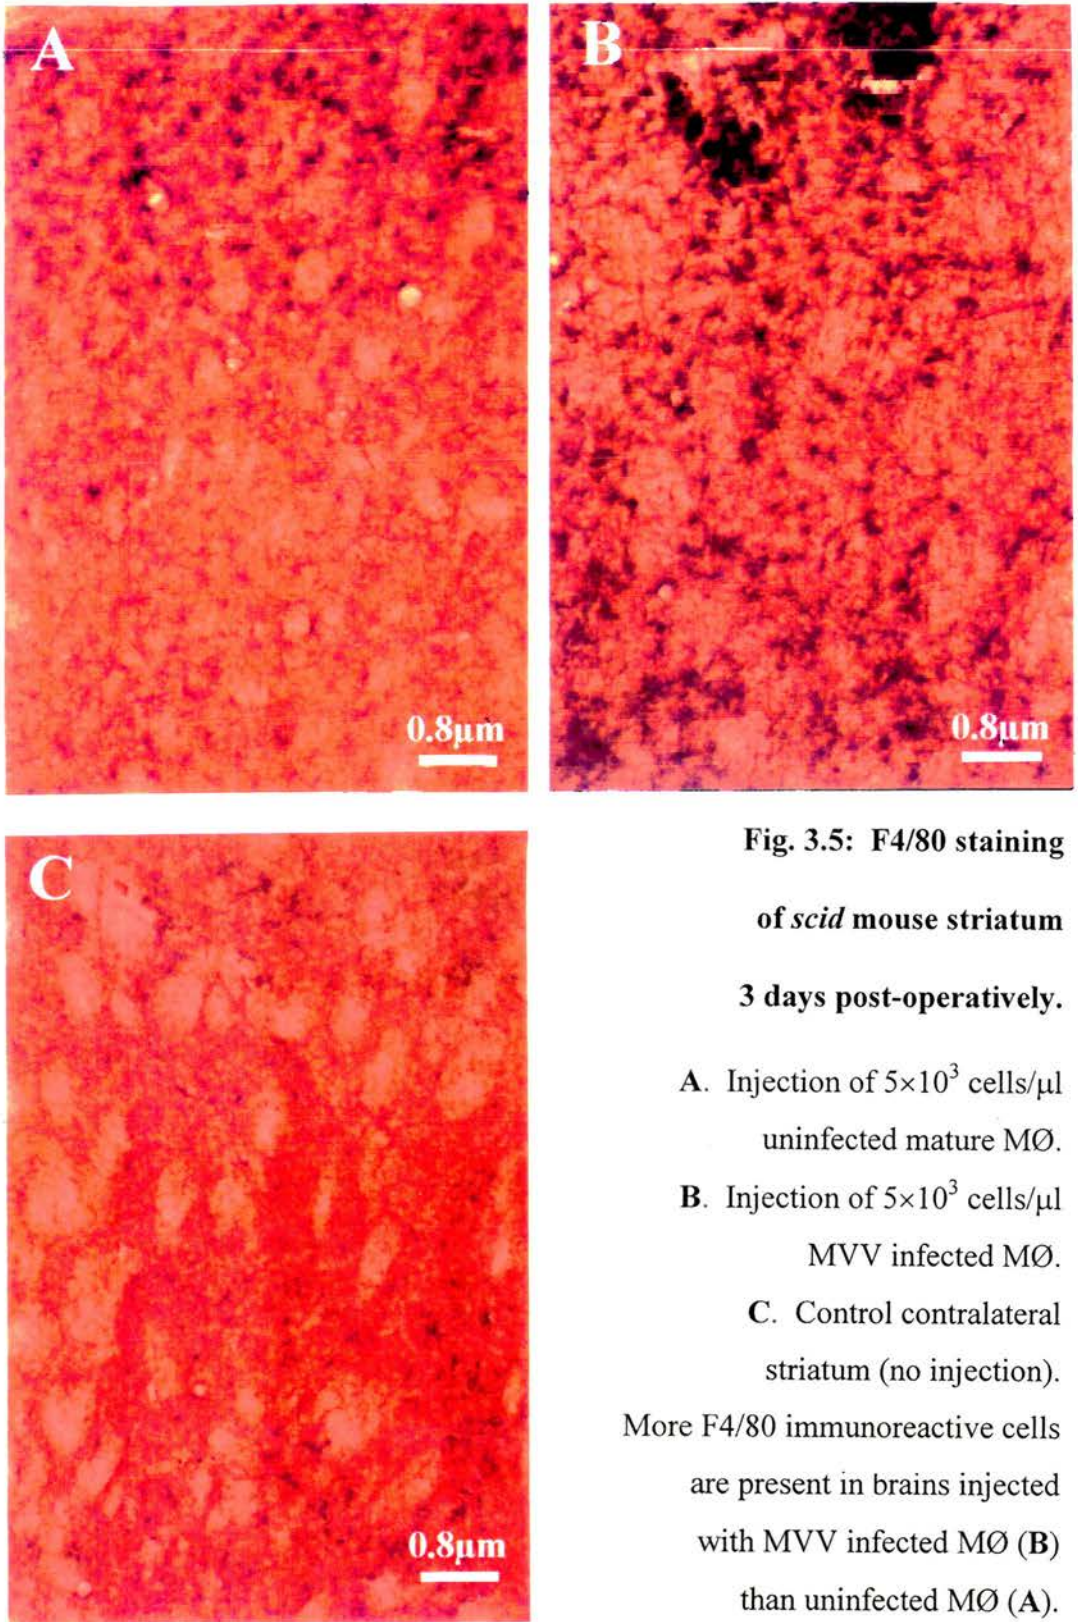 A
B
0.8µm
0.8µm
C
0.8µm
Fig. 3.5: F4/80 staining
of scid mouse striatum
3 days post-operatively.
A. Injection of 5×10³ cells/µl
uninfected mature MØ.
B. Injection of 5×10³ cells/µl
MVV infected MØ.
C. Control contralateral
striatum (no injection).
More F4/80 immunoreactive cells
are present in brains injected
with MVV infected MØ (B)
than uninfected MØ (A).